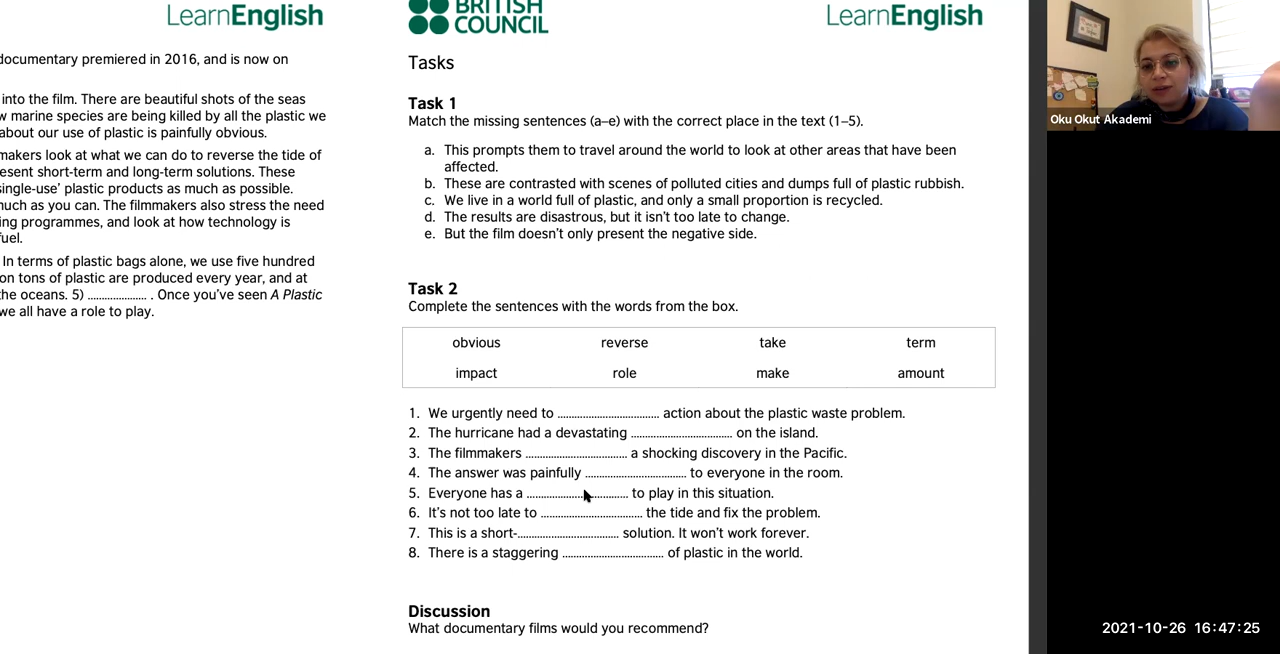 LearnEnglish
documentary premiered in 2016, and is now on
into the film. There are beautiful shots of the seas
marine species are being killed by all the plastic we
about our use of plastic is painfully obvious.
makers look at what we can do to reverse the tide of
esent short-term and long-term solutions. These
single-use’ plastic products as much as possible.
much as you can. The filmmakers also stress the need
ing programmes, and look at how technology is
fuel.
In terms of plastic bags alone, we use five hundred
on tons of plastic are produced every year, and at
the oceans. 5) ..................... . Once you’ve seen A Plastic
we all have a role to play.
BRITISH
COUNCIL
LearnEnglish
Tasks
Task 1
Match the missing sentences (a–e) with the correct place in the text (1–5).
a. This prompts them to travel around the world to look at other areas that have been
affected.
b. These are contrasted with scenes of polluted cities and dumps full of plastic rubbish.
c. We live in a world full of plastic, and only a small proportion is recycled.
d. The results are disastrous, but it isn’t too late to change.
e. But the film doesn’t only present the negative side.
Task 2
Complete the sentences with the words from the box.
obvious reverse take term
impact role make amount
1. We urgently need to .................................... action about the plastic waste problem.
2. The hurricane had a devastating .................................... on the island.
3. The filmmakers .................................... a shocking discovery in the Pacific.
4. The answer was painfully .................................... to everyone in the room.
5. Everyone has a .................................... to play in this situation.
6. It’s not too late to .................................... the tide and fix the problem.
7. This is a short-.................................... solution. It won’t work forever.
8. There is a staggering .................................... of plastic in the world.
Discussion
What documentary films would you recommend?
Oku Okut Akademi
2021-10-26 16:47:25